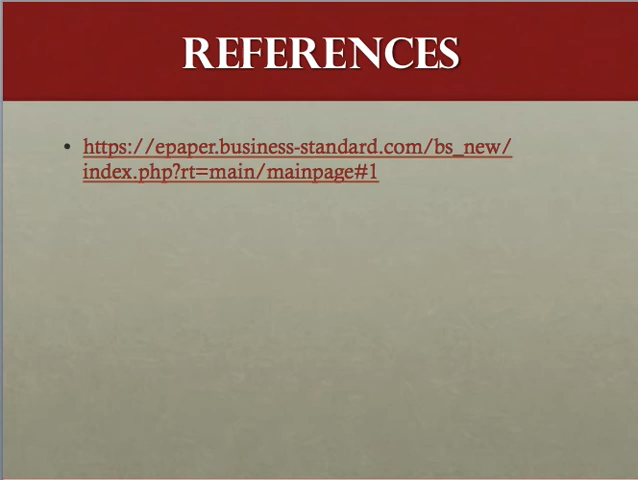 REFERENCES
• https://epaper.business-standard.com/bs_new/
index.php?rt=main/mainpage#1